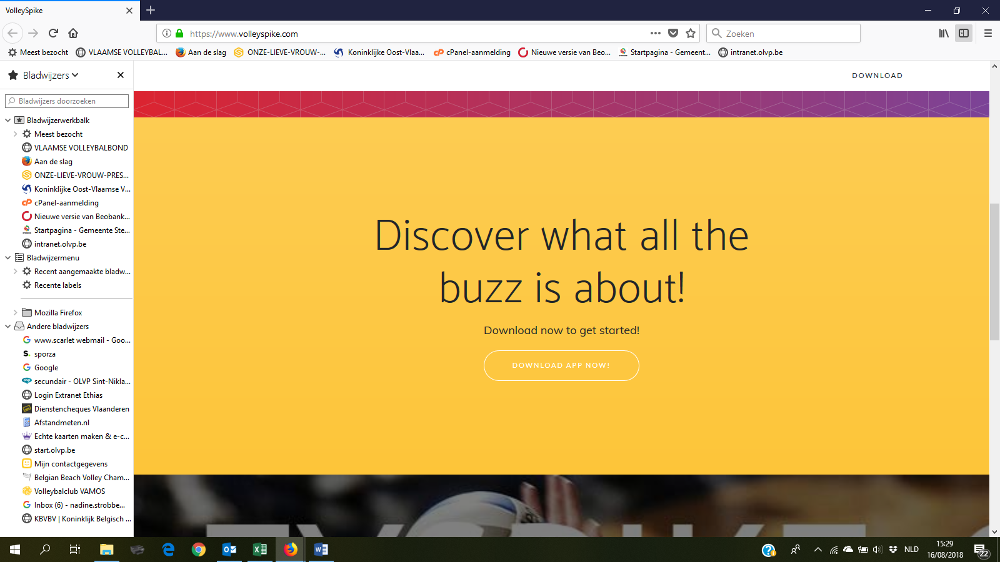 VolleySpike
https://www.volleyspike.com
Zoeken
Meest bezocht
VLAAMSE VOLLEYBAL...
Aan de slag
ONZE-LIEVE-VROUW-...
Koninklijke Oost-Vlaa...
cPanel-aanmelding
Nieuwe versie van Beo...
Startpagina - Gement...
intranet.olvp.be
Bladwijzers
Bladwijzers doorzoeken
Bladwijzerwerkbalk
Meest bezocht
VLAAMSE VOLLEYBALBOND
Aan de slag
ONZE-LIEVE-VROUW-PRES...
Koninklijke Oost-Vlaamse V...
cPanel-aanmelding
Nieuwe versie van Beobank...
Startpagina - Gemeente Ste...
intranet.olvp.be
Bladwijzermenu
Recent aangemaakte bladw...
Recente labels
Mozilla Firefox
Andere bladwijzers
www.scarlet webmail - Goo...
sporza
Google
secundair - OLVP Sint-Nikla...
Login Extranet Ethias
Dienstencheques Vlaanderen
Afstandmeten.nl
Echte kaarten maken & e-c...
start.olvp.be
Mijn contactgegevens
Belgian Beach Volley Cham...
Volleybalclub VAMOS
Inbox (6) - nadine.strobbe...
KBVBV | Koninklijk Belgisch ...
DOWNLOAD
Discover what all the
buzz is about!
Download now to get started!
DOWNLOAD APP NOW!
NLD
15:29
16/08/2018
22